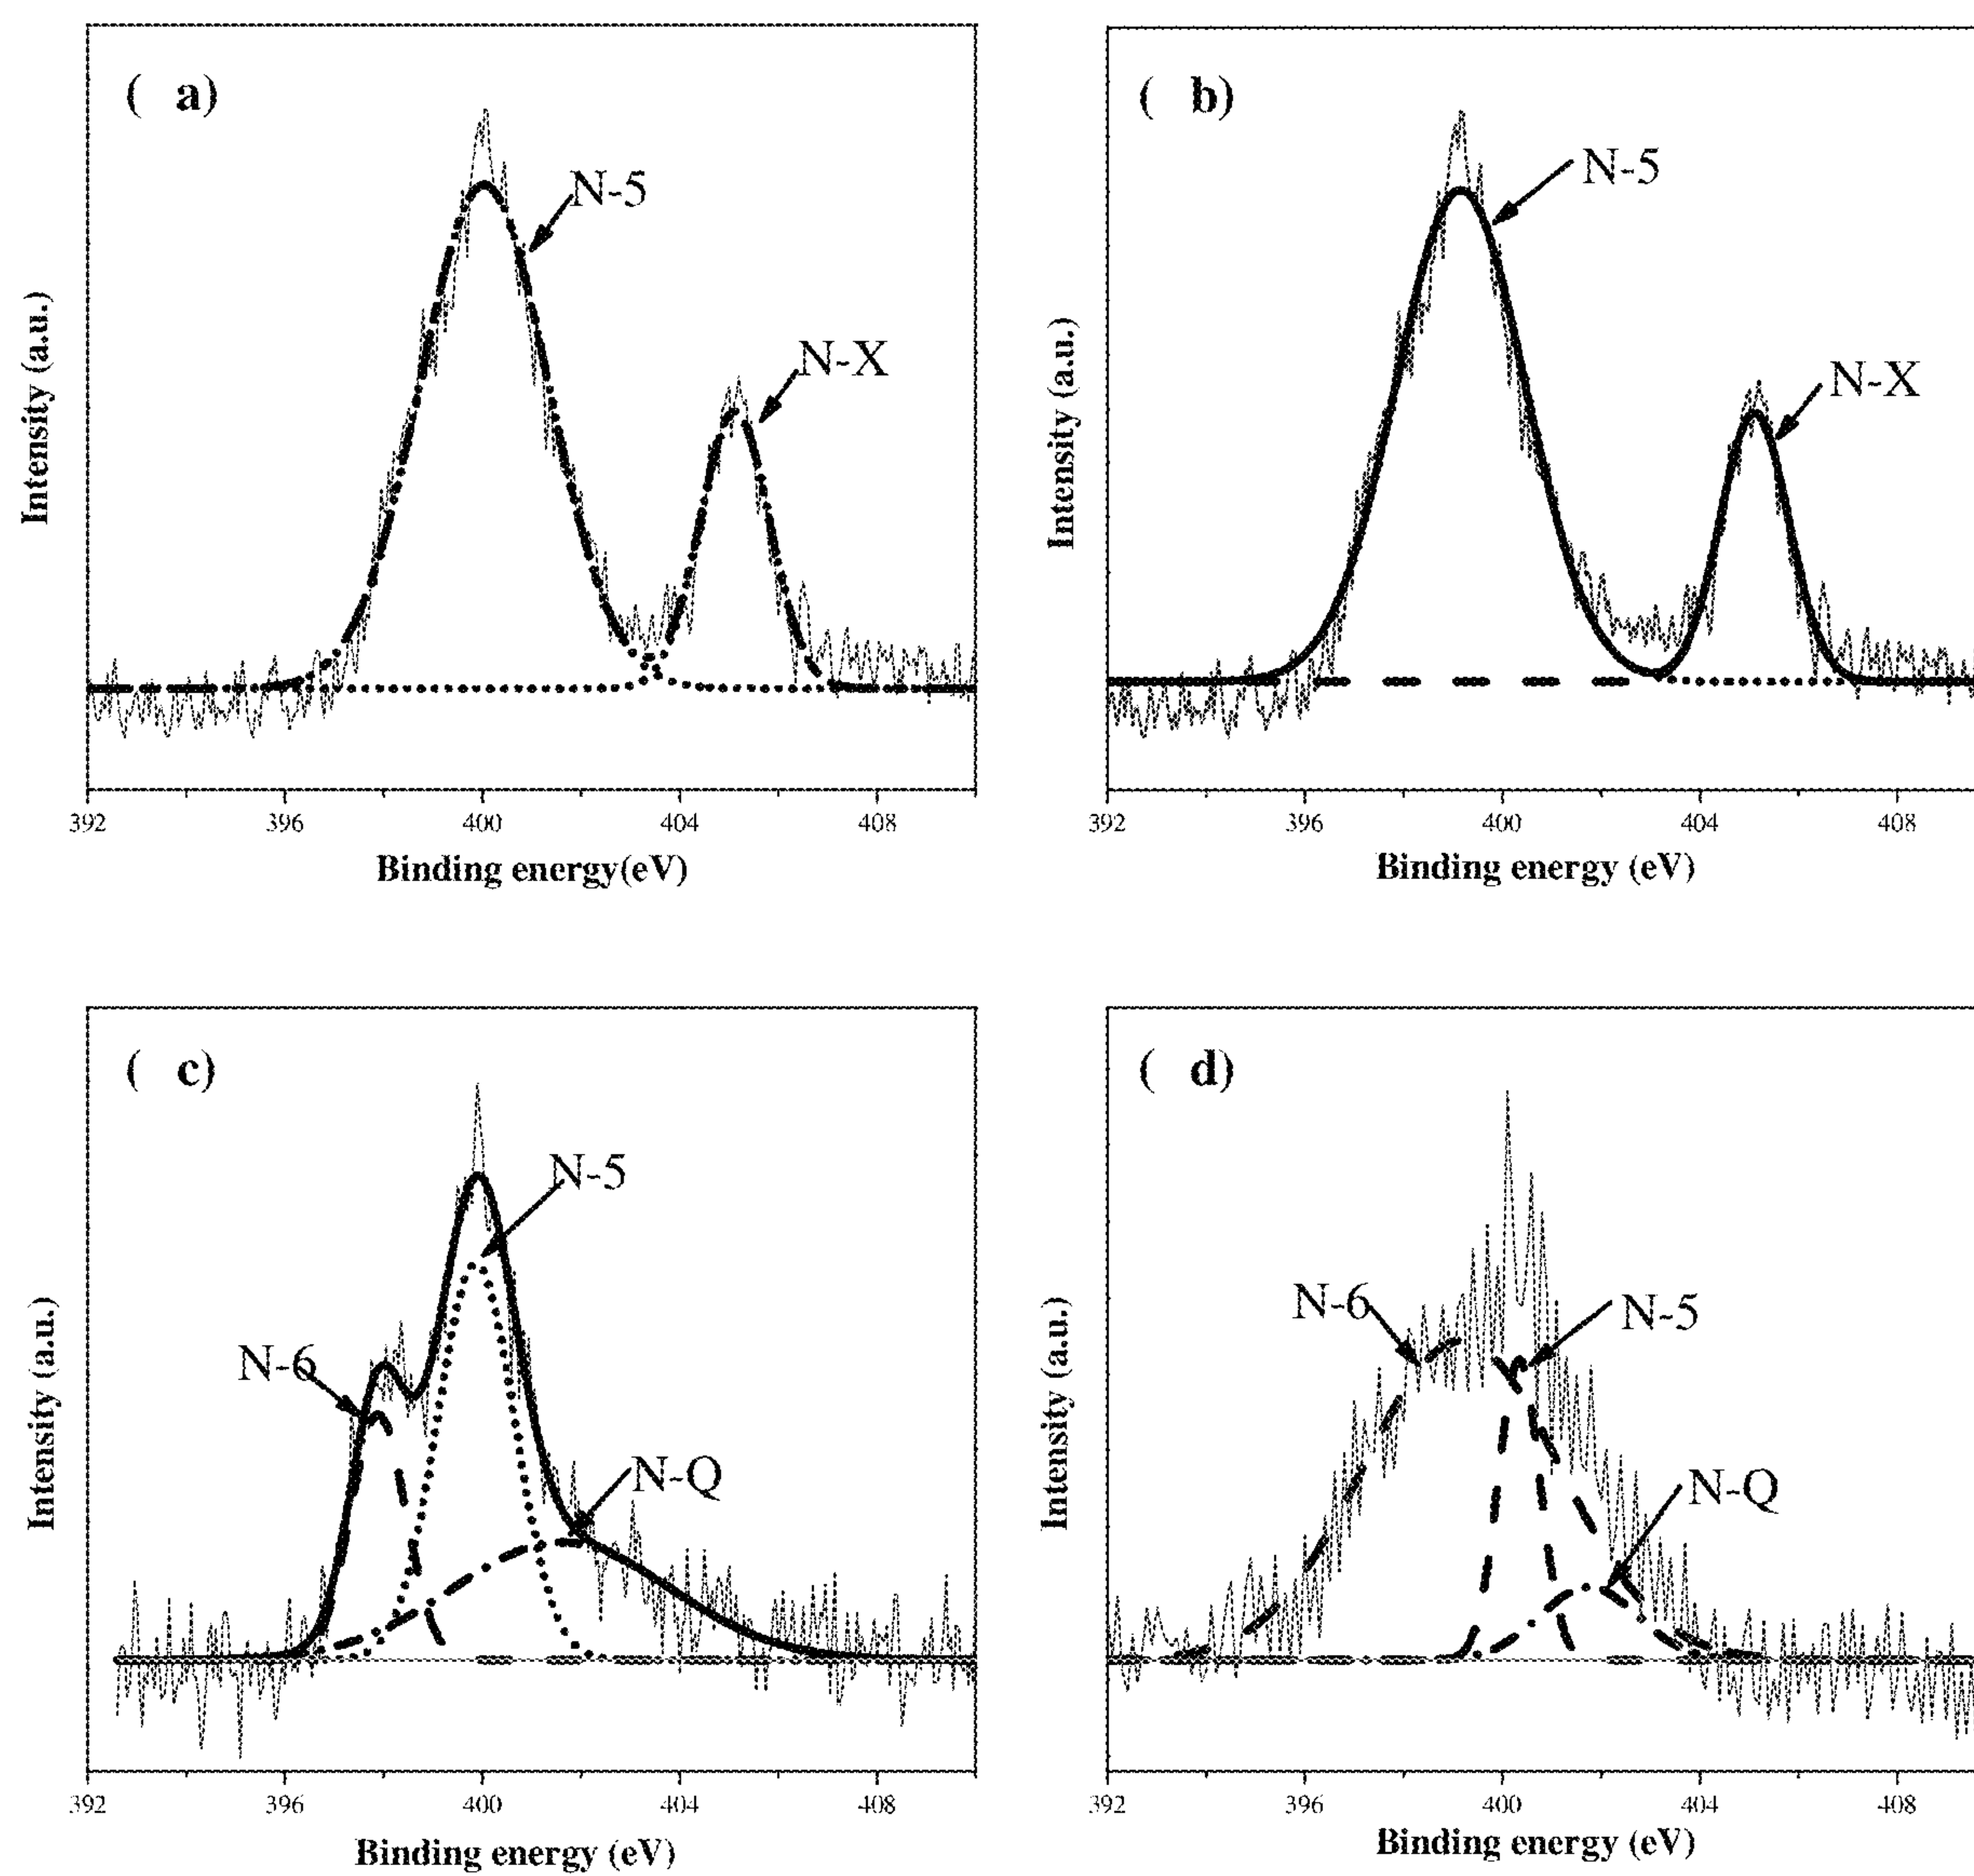 ( a)
N-5
N-X
Intensity (a.u.)
392 396 400 404 408
Binding energy(eV)
( b)
N-5
N-X
Intensity (a.u.)
392 396 400 404 408
Binding energy (eV)
( c)
N-5
N-6
N-Q
Intensity (a.u.)
392 396 400 404 408
Binding energy (eV)
( d)
N-6
N-5
N-Q
Intensity (a.u.)
392 396 400 404 408
Binding energy (eV)